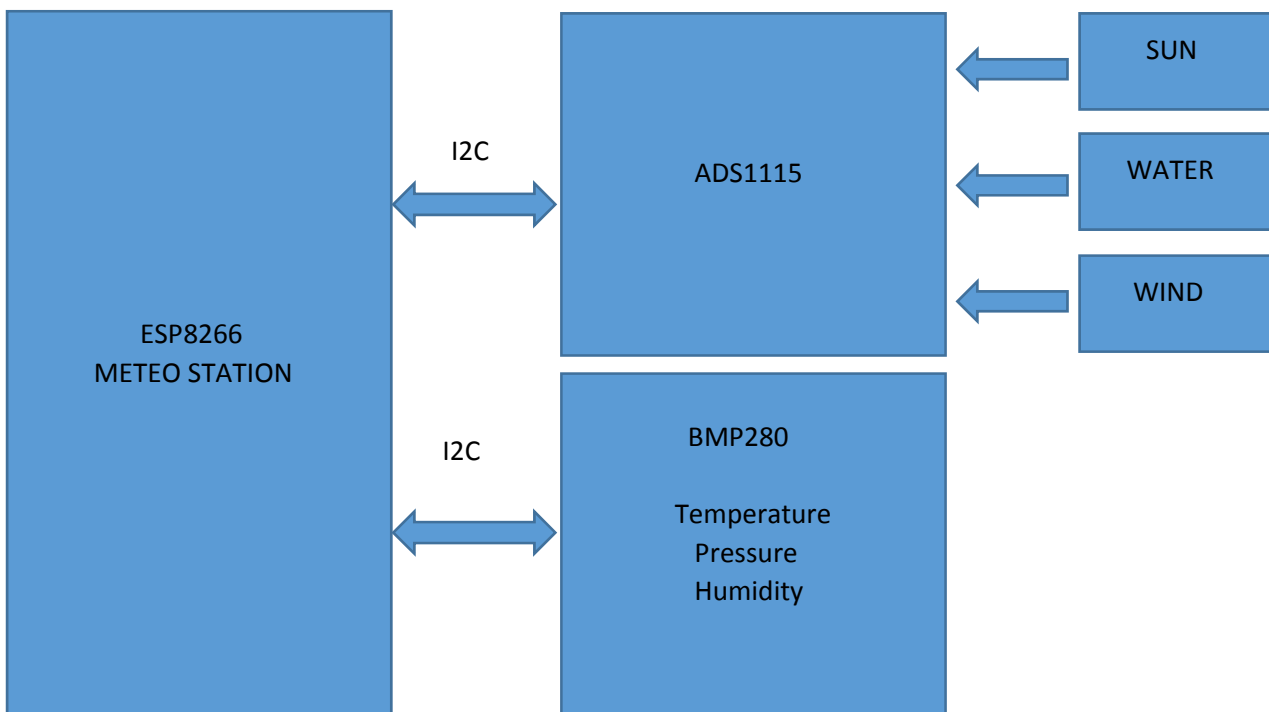 ESP8266
METEO STATION
I2C
I2C
ADS1115
BMP280
Temperature
Pressure
Humidity
SUN
WATER
WIND